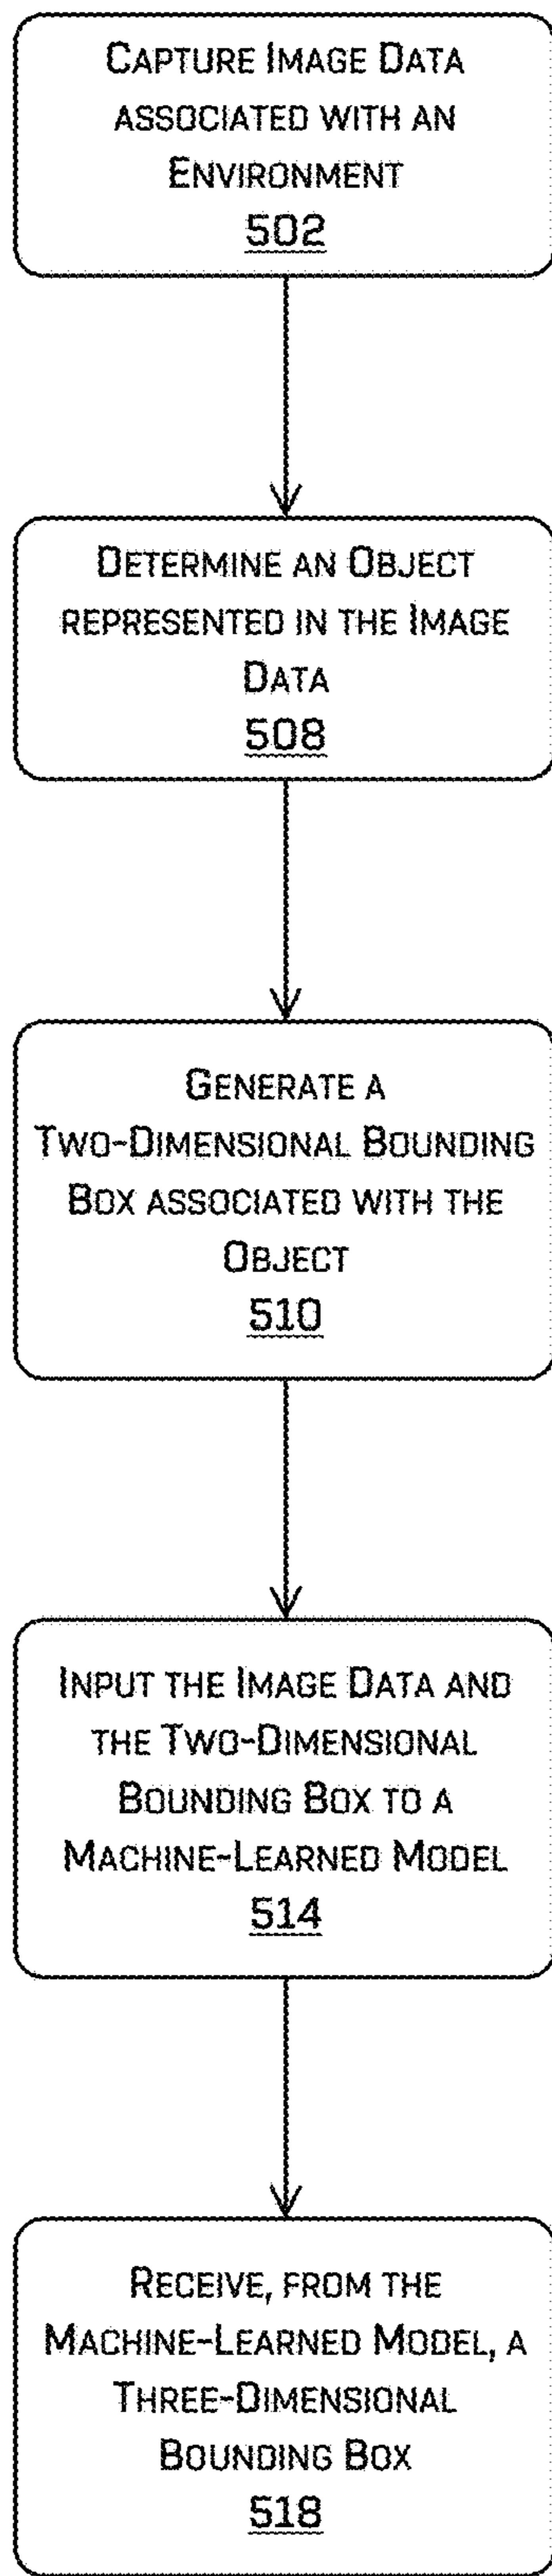 CAPTURE IMAGE DATA
ASSOCIATED WITH AN
ENVIRONMENT
502
DETERMINE AN OBJECT
REPRESENTED IN THE IMAGE
DATA
508
GENERATE A
TWO-DIMENSIONAL BOUNDING
BOX ASSOCIATED WITH THE
OBJECT
510
INPUT THE IMAGE DATA AND
THE TWO-DIMENSIONAL
BOUNDING BOX TO A
MACHINE-LEARNED MODEL
514
RECEIVE, FROM THE
MACHINE-LEARNED MODEL, A
THREE-DIMENSIONAL
BOUNDING BOX
518